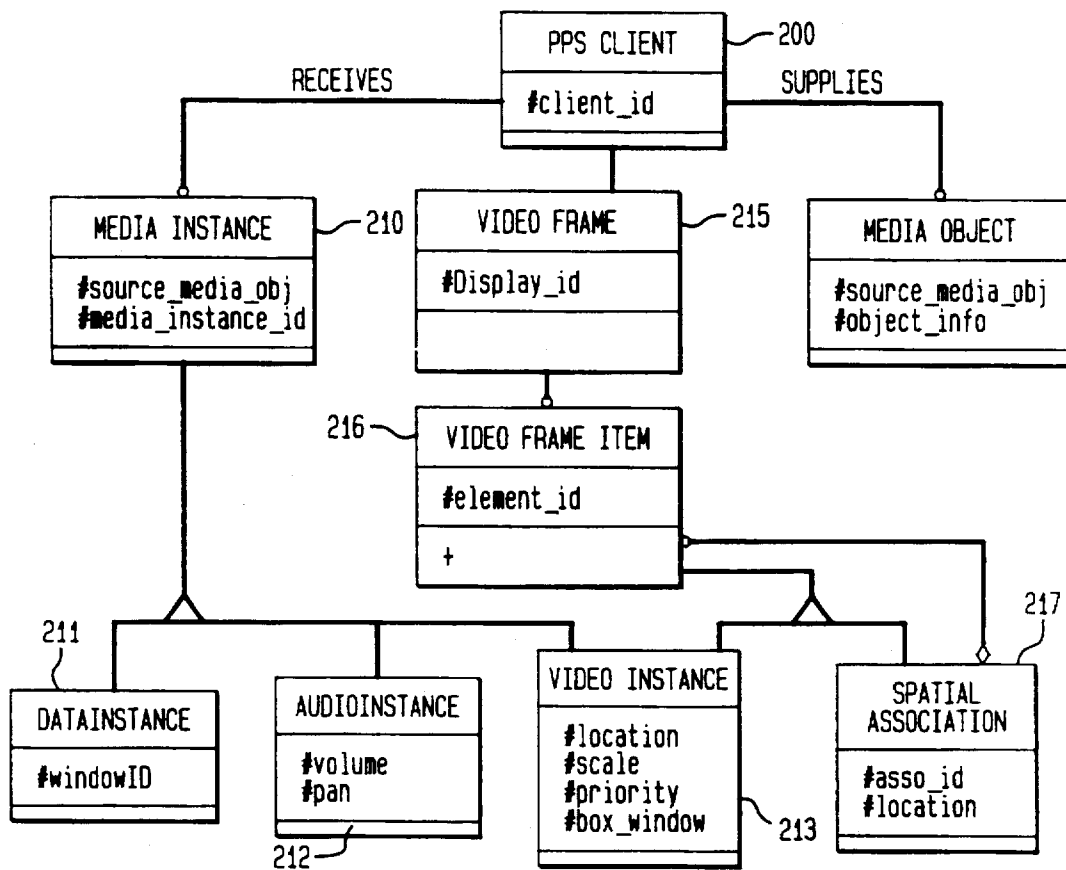 PPS CLIENT
200
#client_id
RECEIVES
SUPPLIES
MEDIA INSTANCE
210
#source_media_obj
#media_instance_id
VIDEO FRAME
215
#Display_id
MEDIA OBJECT
#source_media_obj
#object_info
216
VIDEO FRAME ITEM
#element_id
+
211
DATAINSTANCE
#windowID
AUDIOINSTANCE
#volume
#pan
212
VIDEO INSTANCE
#location
#scale
#priority
#box_window
213
217
SPATIAL
ASSOCIATION
#asso_id
#location